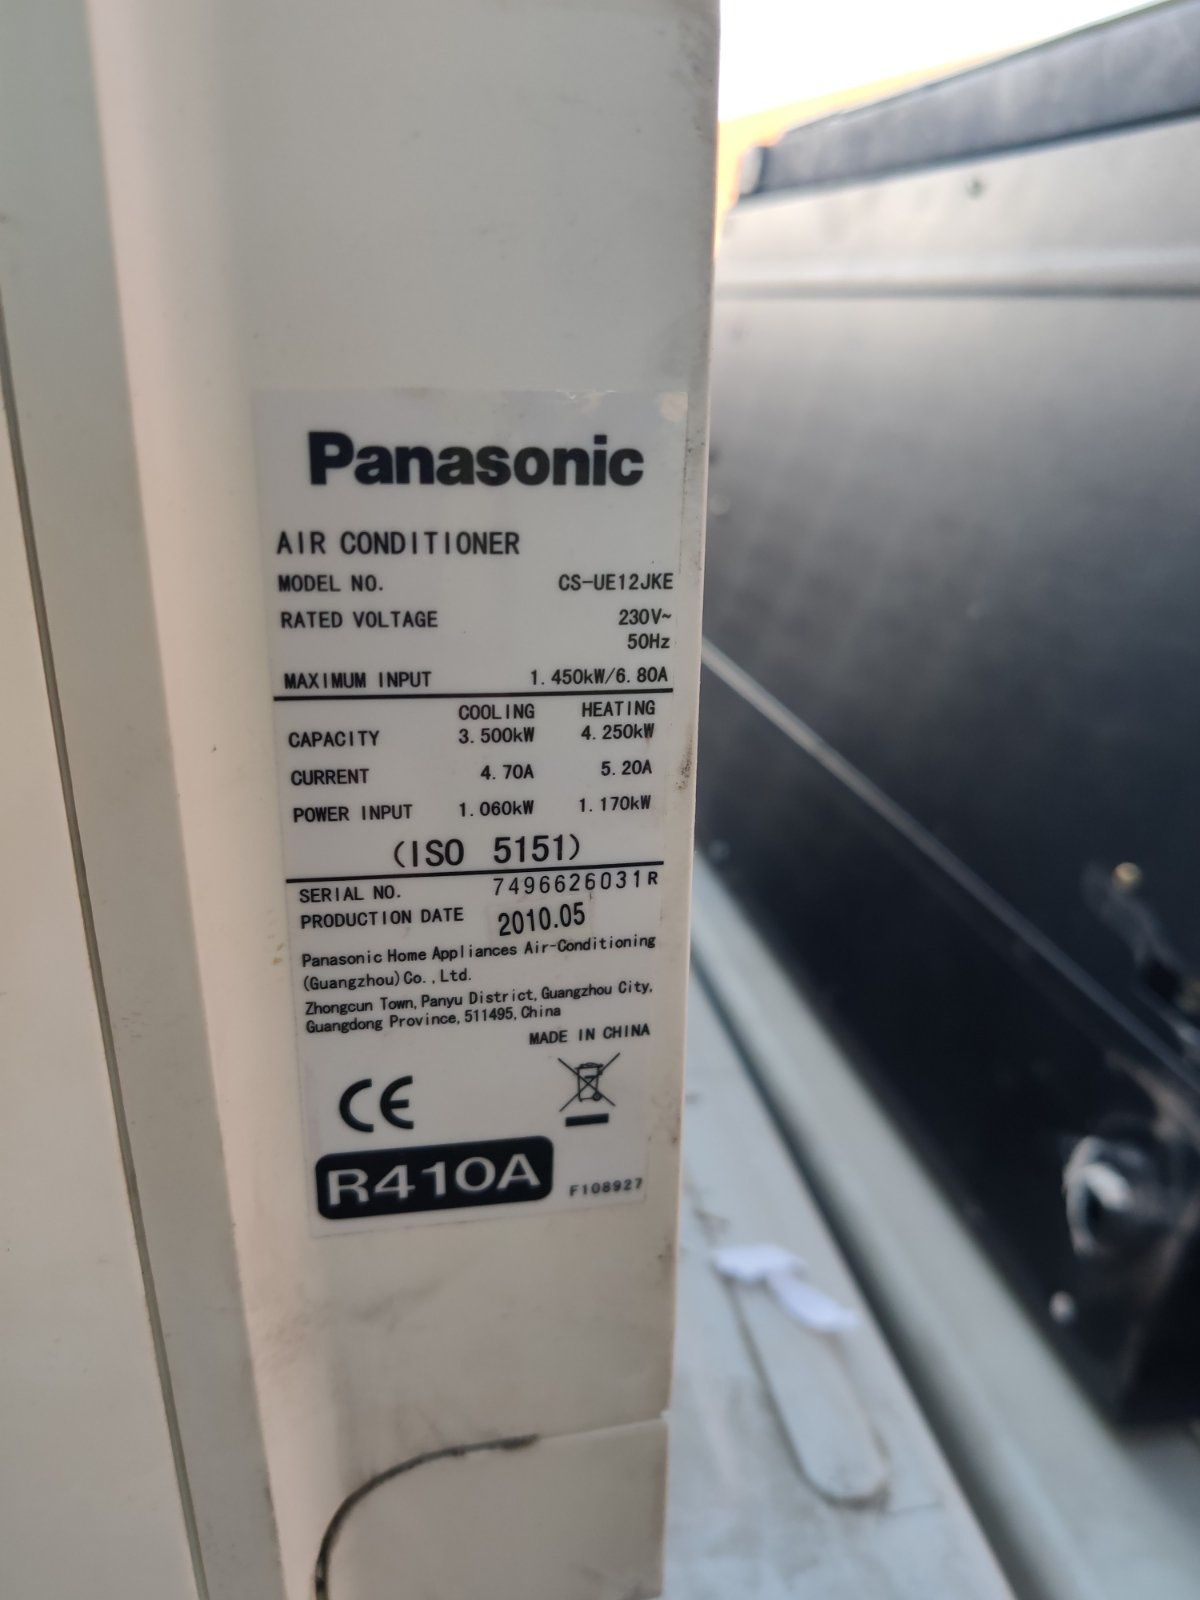 Panasonic
AIR CONDITIONER
MODEL NO. CS-UE12JKE
RATED VOLTAGE 230V~
50Hz
MAXIMUM INPUT 1.450kW/6.80A
COOLING HEATING
CAPACITY 3.500kW 4.250kW
CURRENT 4.70A 5.20A
POWER INPUT 1.060kW 1.170kW
(ISO 5151)
SERIAL NO. 7496626031R
PRODUCTION DATE 2010.05
Panasonic Home Appliances Air-Conditioning
(Guangzhou)Co.,Ltd.
Zhongcun Town, Panyu District, Guangzhou City,
Guangdong Province, 511495, China
MADE IN CHINA
CE
R410A F108927